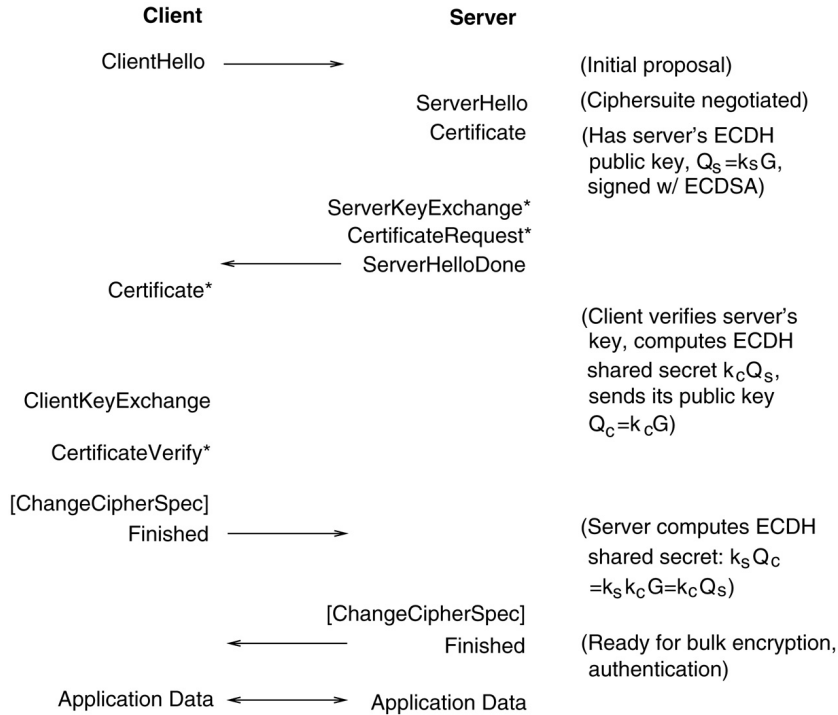 Client Server
ClientHello (Initial proposal)
ServerHello (Ciphersuite negotiated)
Certificate (Has server's ECDH
public key, Qs=ksG,
signed w/ ECDSA)
ServerKeyExchange*
CertificateRequest*
ServerHelloDone
Certificate*
(Client verifies server's
key, computes ECDH
shared secret kcQs,
ClientKeyExchange sends its public key
Qc=kcG)
CertificateVerify*
[ChangeCipherSpec]
Finished (Server computes ECDH
shared secret: ksQc
=kskcG=kcQs)
[ChangeCipherSpec]
Finished (Ready for bulk encryption,
authentication)
Application Data Application Data